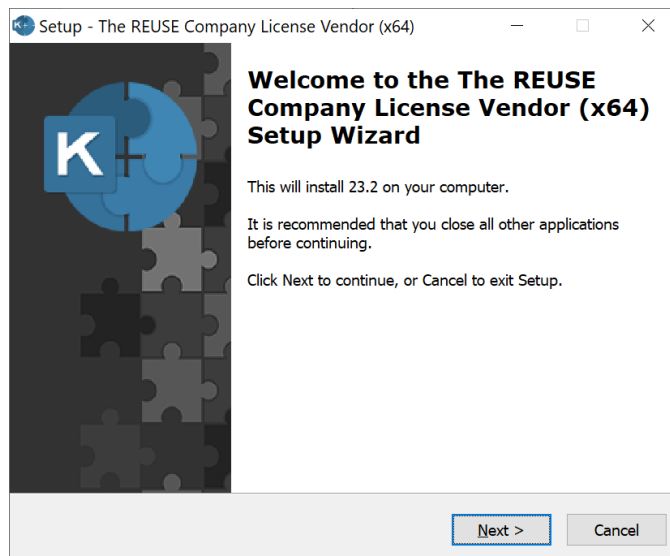 Setup - The REUSE Company License Vendor (x64)
K
K
Welcome to the The REUSE
Company License Vendor (x64)
Setup Wizard
This will install 23.2 on your computer.
It is recommended that you close all other applications
before continuing.
Click Next to continue, or Cancel to exit Setup.
Next >
Cancel